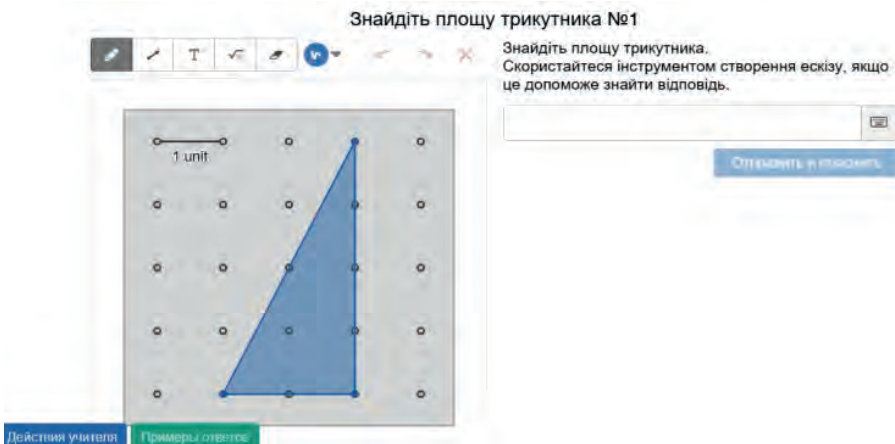 Знайдіть площу трикутника №1
T
Знайдіть площу трикутника.
Скористайтеся інструментом створення ескізу, якщо
це допоможе знайти відповідь.
1 unit
Отправить и пояснить
Действия учителя
Примеры ответов